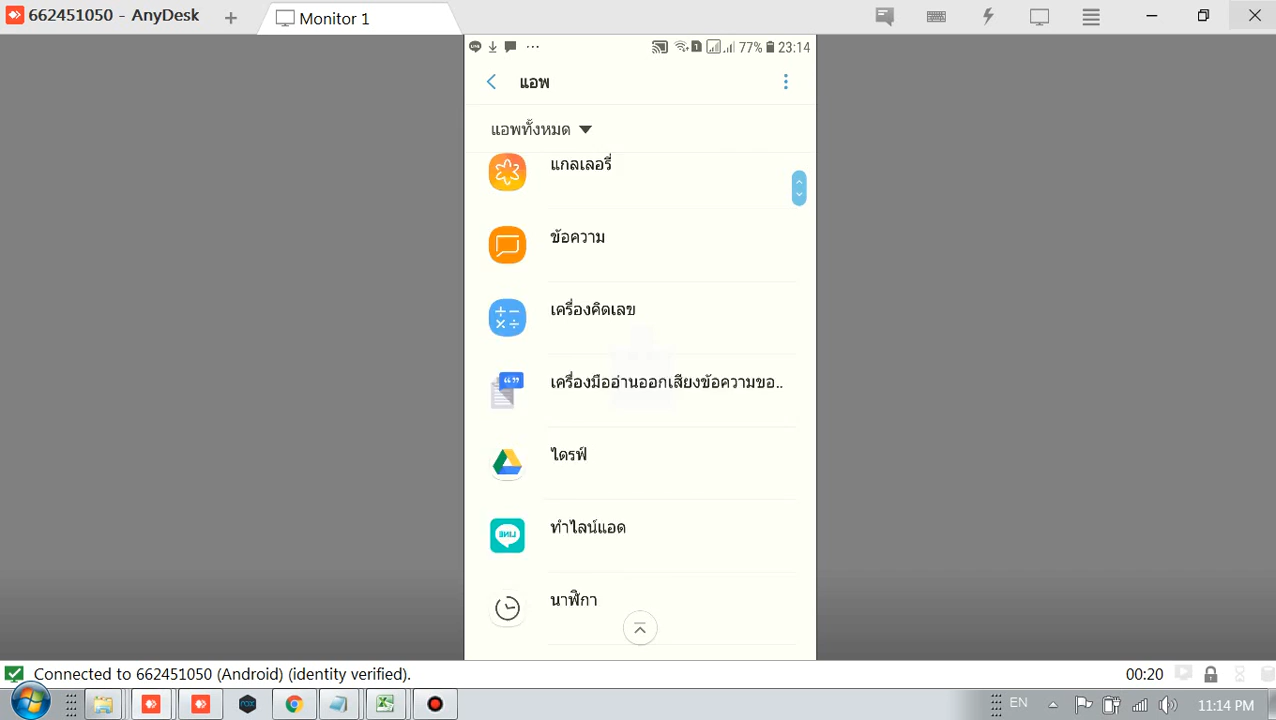 662451050 - AnyDesk
Monitor 1
77% 23:14
แอพ
แอพทั้งหมด
แกลเลอรี่
ข้อความ
เครื่องคิดเลข
เครื่องมืออ่านออกเสียงข้อความขอ..
ไดรฟ์
ทำไลน์แอด
นาฬิกา
Connected to 662451050 (Android) (identity verified).
00:20
EN
11:14 PM